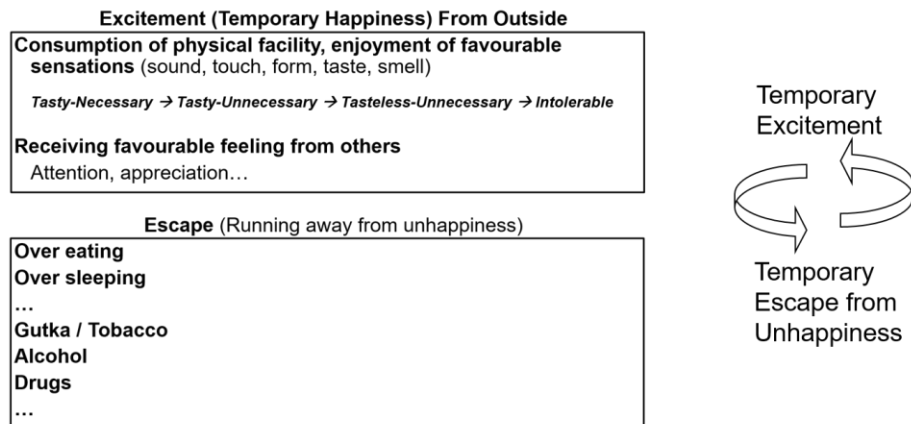 Excitement (Temporary Happiness) From Outside
Consumption of physical facility, enjoyment of favourable
sensations (sound, touch, form, taste, smell)
Tasty-Necessary → Tasty-Unnecessary → Tasteless-Unnecessary → Intolerable
Receiving favourable feeling from others
Attention, appreciation…
Escape (Running away from unhappiness)
Over eating
Over sleeping
…
Gutka / Tobacco
Alcohol
Drugs
…
Temporary
Excitement
Temporary
Escape from
Unhappiness